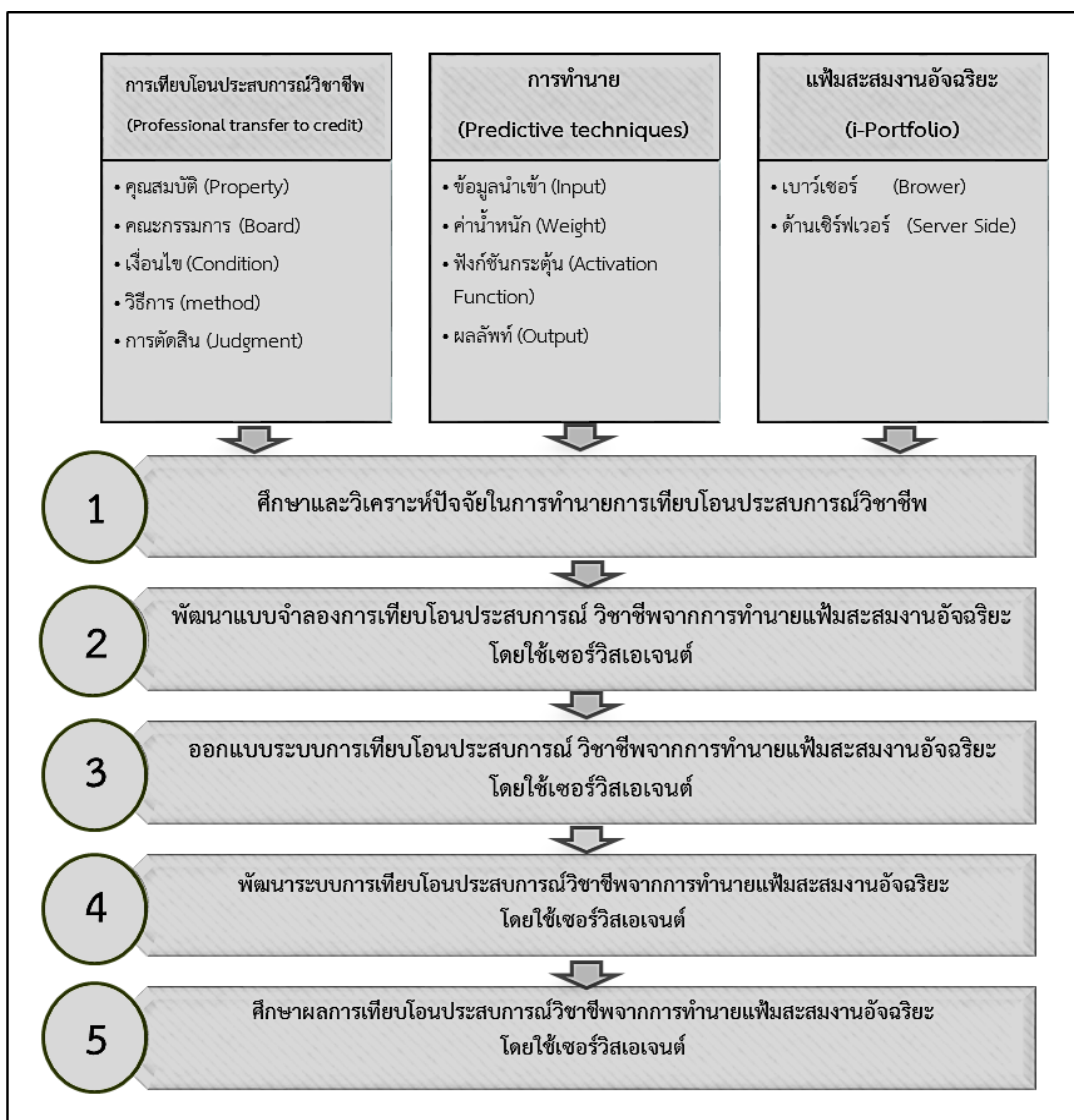 การเทียบโอนประสบการณ์วิชาชีพ
(Professional transfer to credit)
• คุณสมบัติ (Property)
• คณะกรรมการ (Board)
• เงื่อนไข (Condition)
• วิธีการ (method)
• การตัดสิน (Judgment)
การทำนาย
(Predictive techniques)
• ข้อมูลนำเข้า (Input)
• ค่าน้ำหนัก (Weight)
• ฟังก์ชันกระตุ้น (Activation
Function)
• ผลลัพท์ (Output)
แฟ้มสะสมงานอัจฉริยะ
(i-Portfolio)
• เบาว์เซอร์ (Brower)
• ด้านเซิร์ฟเวอร์ (Server Side)
1
ศึกษาและวิเคราะห์ปัจจัยในการทำนายการเทียบโอนประสบการณ์วิชาชีพ
2
พัฒนาแบบจำลองการเทียบโอนประสบการณ์ วิชาชีพจากการทำนายแฟ้มสะสมงานอัจฉริยะ
โดยใช้เซอร์วิสเอเจนต์
3
ออกแบบระบบการเทียบโอนประสบการณ์ วิชาชีพจากการทำนายแฟ้มสะสมงานอัจฉริยะ
โดยใช้เซอร์วิสเอเจนต์
4
พัฒนาระบบการเทียบโอนประสบการณ์วิชาชีพจากการทำนายแฟ้มสะสมงานอัจฉริยะ
โดยใช้เซอร์วิสเอเจนต์
5
ศึกษาผลการเทียบโอนประสบการณ์วิชาชีพจากการทำนายแฟ้มสะสมงานอัจฉริยะ
โดยใช้เซอร์วิสเอเจนต์